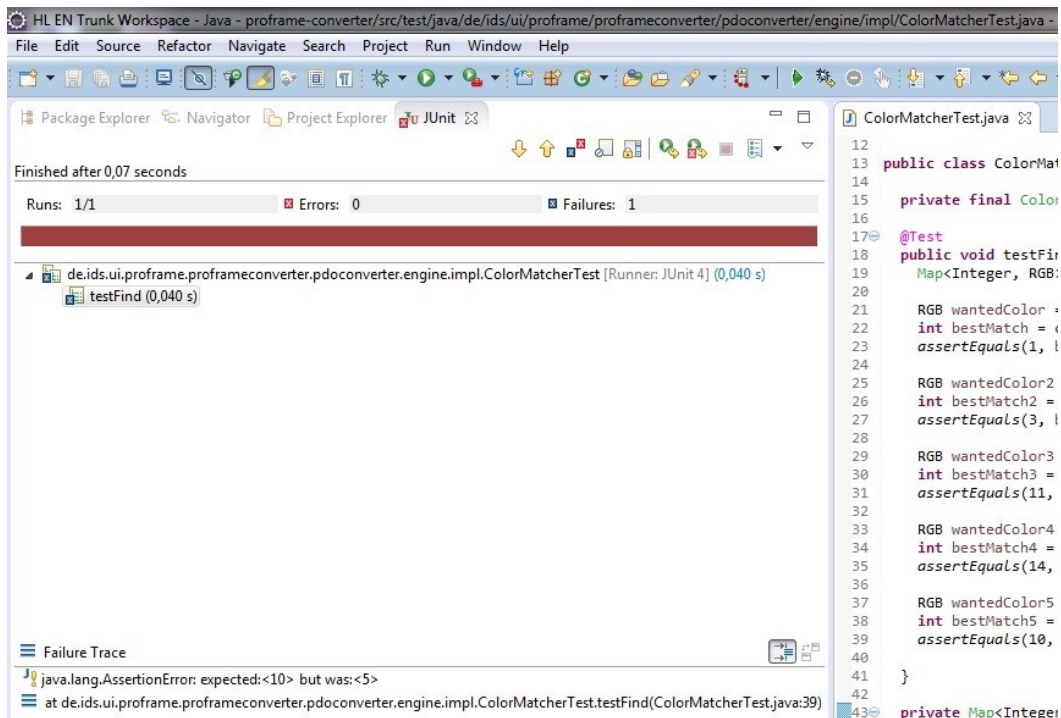 HL EN Trunk Workspace - Java - proframe-converter/src/test/java/de/ids/ui/proframe/proframeconverter/pdoconverter/engine/impl/ColorMatcherTest.java -
File Edit Source Refactor Navigate Search Project Run Window Help
Package Explorer Navigator Project Explorer JUnit
Finished after 0,07 seconds
Runs: 1/1 Errors: 0 Failures: 1
de.ids.ui.proframe.proframeconverter.pdoconverter.engine.impl.ColorMatcherTest [Runner: JUnit 4] (0,040 s)
testFind (0,040 s)
Failure Trace
java.lang.AssertionError: expected:<10> but was:<5>
at de.ids.ui.proframe.proframeconverter.pdoconverter.engine.impl.ColorMatcherTest.testFind(ColorMatcherTest.java:39)
ColorMatcherTest.java
12
13 public class ColorMat
14
15 private final Color
16
17 @Test
18 public void testFin
19 Map<Integer, RGB>
20
21 RGB wantedColor =
22 int bestMatch = c
23 assertEquals(1, b
24
25 RGB wantedColor2
26 int bestMatch2 =
27 assertEquals(3, b
28
29 RGB wantedColor3
30 int bestMatch3 =
31 assertEquals(11,
32
33 RGB wantedColor4
34 int bestMatch4 =
35 assertEquals(14,
36
37 RGB wantedColor5
38 int bestMatch5 =
39 assertEquals(10,
40
41 }
42
43 private Map<Integer